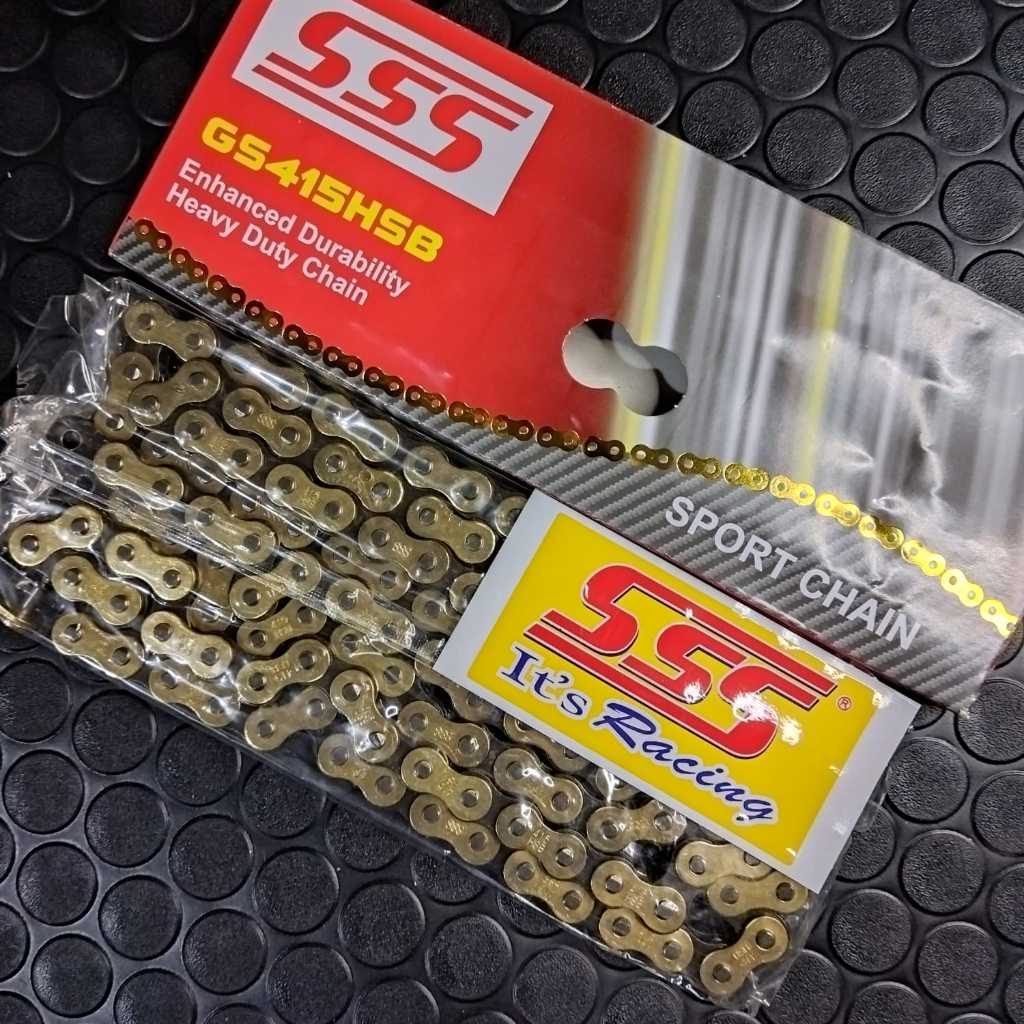 SSS
GS415HSB
Enhanced Durability
Heavy Duty Chain
SPORT CHAIN
SSS®
It's Racing